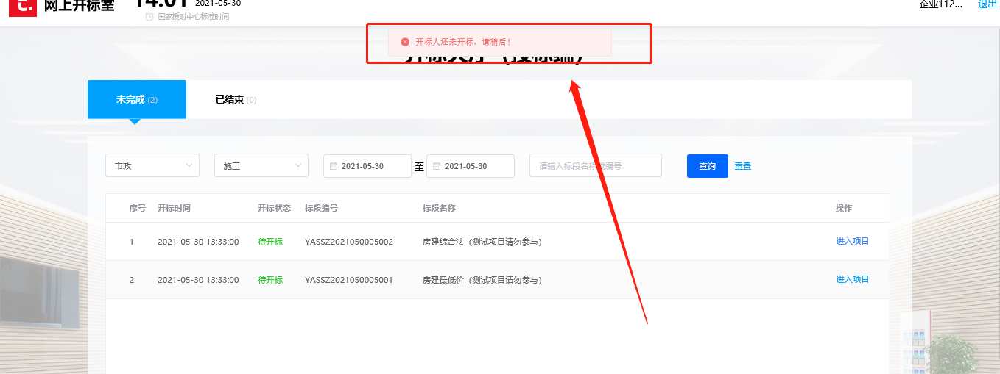 网上开标室
14:01 2021-05-30
国家授时中心标准时间
企业112... 退出
开标人还未开标，请稍后！
开标大厅（投标端）
未完成 (2) 已结束 (0)
市政 施工 2021-05-30 至 2021-05-30 请输入标段名称或编号 查询 重置
序号 开标时间 开标状态 标段编号 标段名称 操作
1 2021-05-30 13:33:00 待开标 YASSZ2021050005002 房建综合法（测试项目请勿参与） 进入项目
2 2021-05-30 13:33:00 待开标 YASSZ2021050005001 房建最低价（测试项目请勿参与） 进入项目